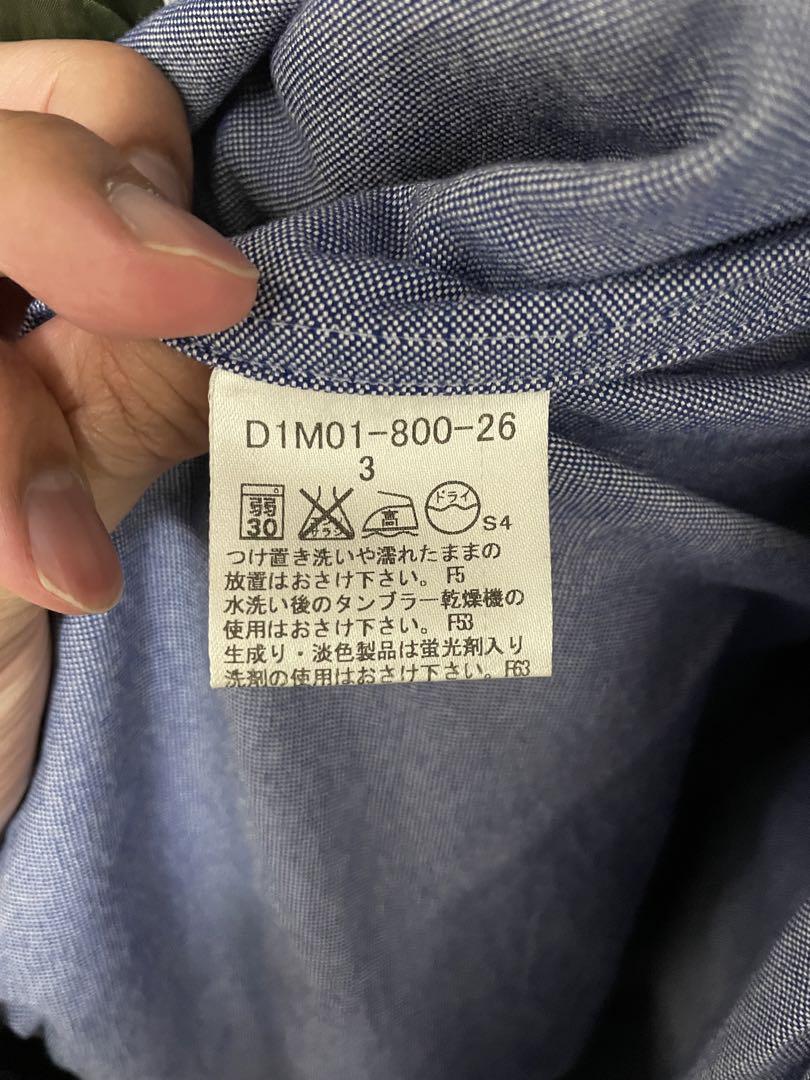 D1M01-800-26
3
弱 30 サラシ 高 ドライ S4
つけ置き洗いや濡れたままの
放置はおさけ下さい。F5
水洗い後のタンブラー乾燥機の
使用はおさけ下さい。F53
生成り・淡色製品は蛍光剤入り
洗剤の使用はおさけ下さい。F63